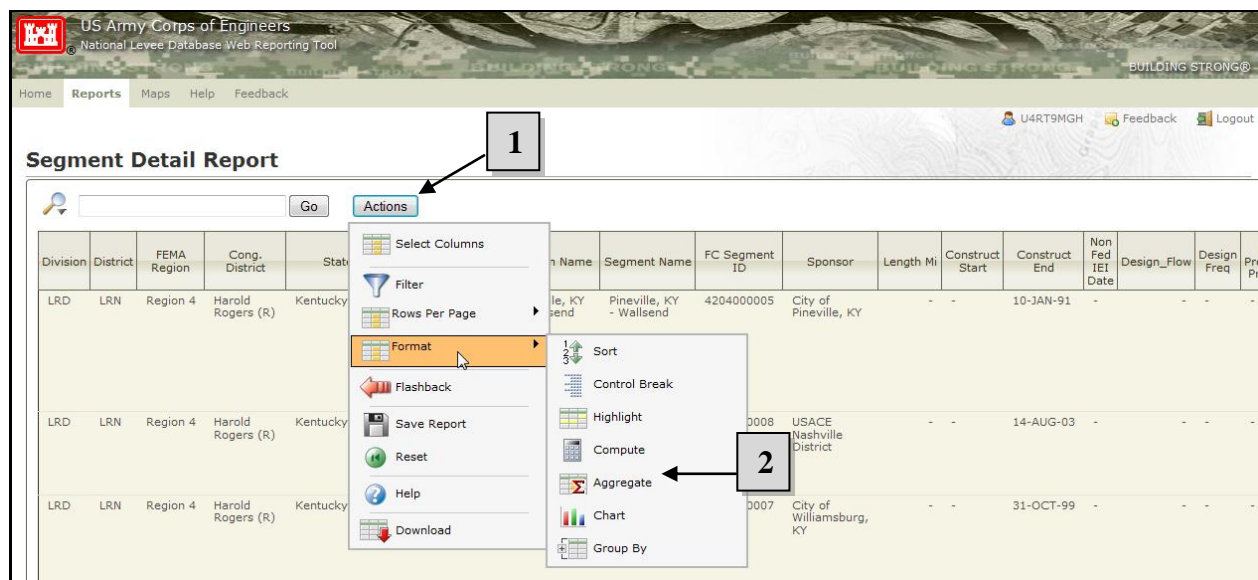 US Army Corps of Engineers
®
National Levee Database Web Reporting Tool
BUILDING STRONG®
Home Reports Maps Help Feedback
U4RT9MGH Feedback Logout
1
Segment Detail Report
Go Actions
Division District FEMA Region Cong. District n Name Segment Name FC Segment ID Sponsor Length Mi Construct Start Construct End Non Fed IEI Date Design_Flow Design Freq
LRD LRN Region 4 Harold Rogers (R) Kentucky le, KY send Pineville, KY - Wallsend 4204000005 City of Pineville, KY - - 10-JAN-91 - - - -
LRD LRN Region 4 Harold Rogers (R) Kentucky 0008 USACE Nashville District - - 14-AUG-03 - - - -
LRD LRN Region 4 Harold Rogers (R) Kentucky 0007 City of Williamsburg, KY - - 31-OCT-99 - - - -
Select Columns
Filter
Rows Per Page
Format
Flashback
Save Report
Reset
Help
Download
1
2
3
Sort
Control Break
Highlight
Compute
Aggregate
Chart
Group By
2